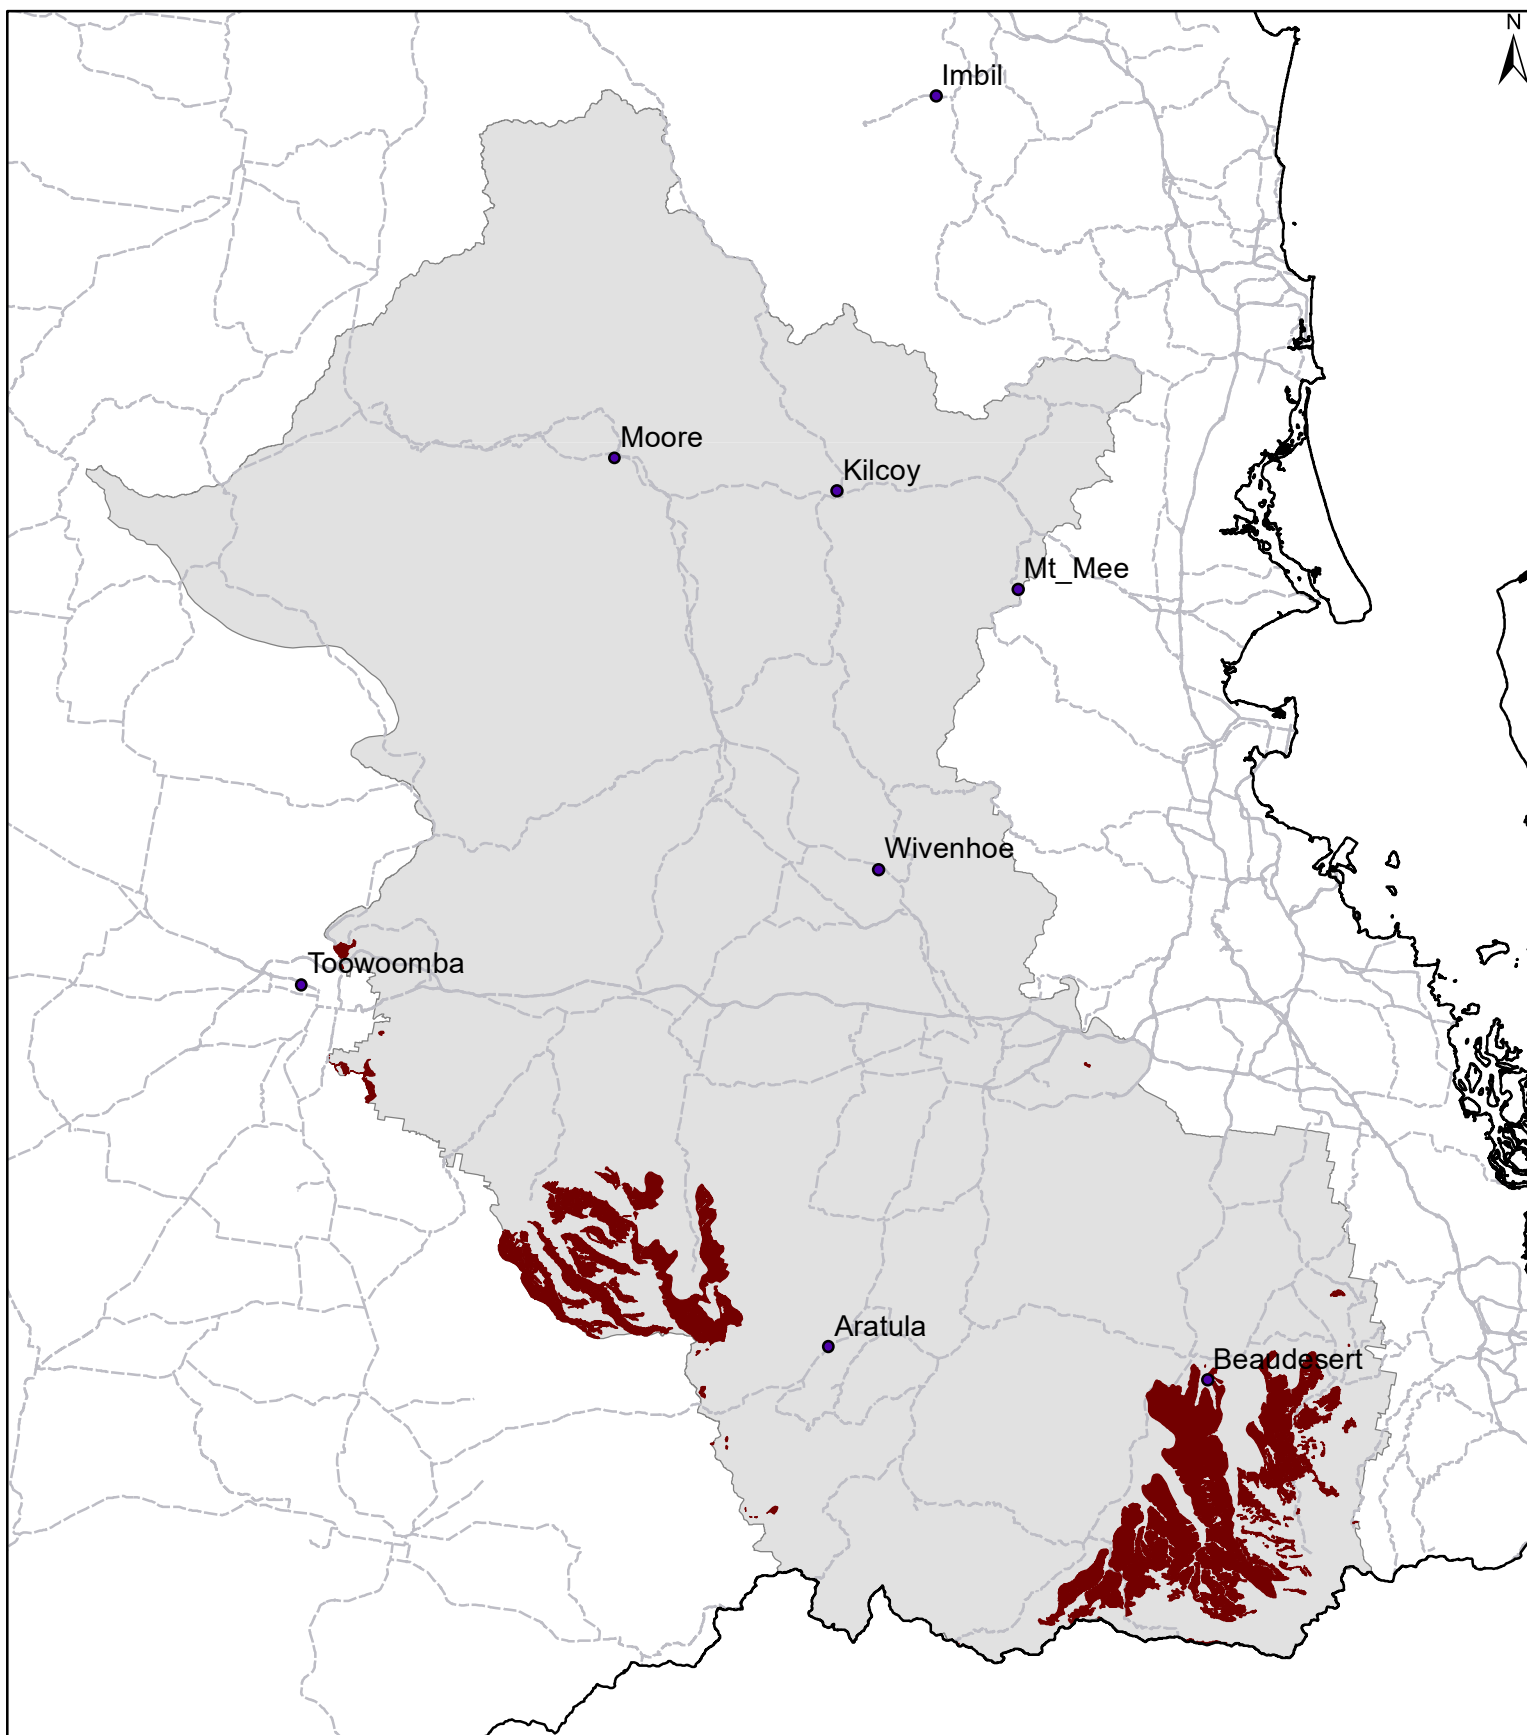 N
Imbil
Moore
Kilcoy
Mt_Mee
Wivenhoe
Toowoomba
Aratula
Beaudesert